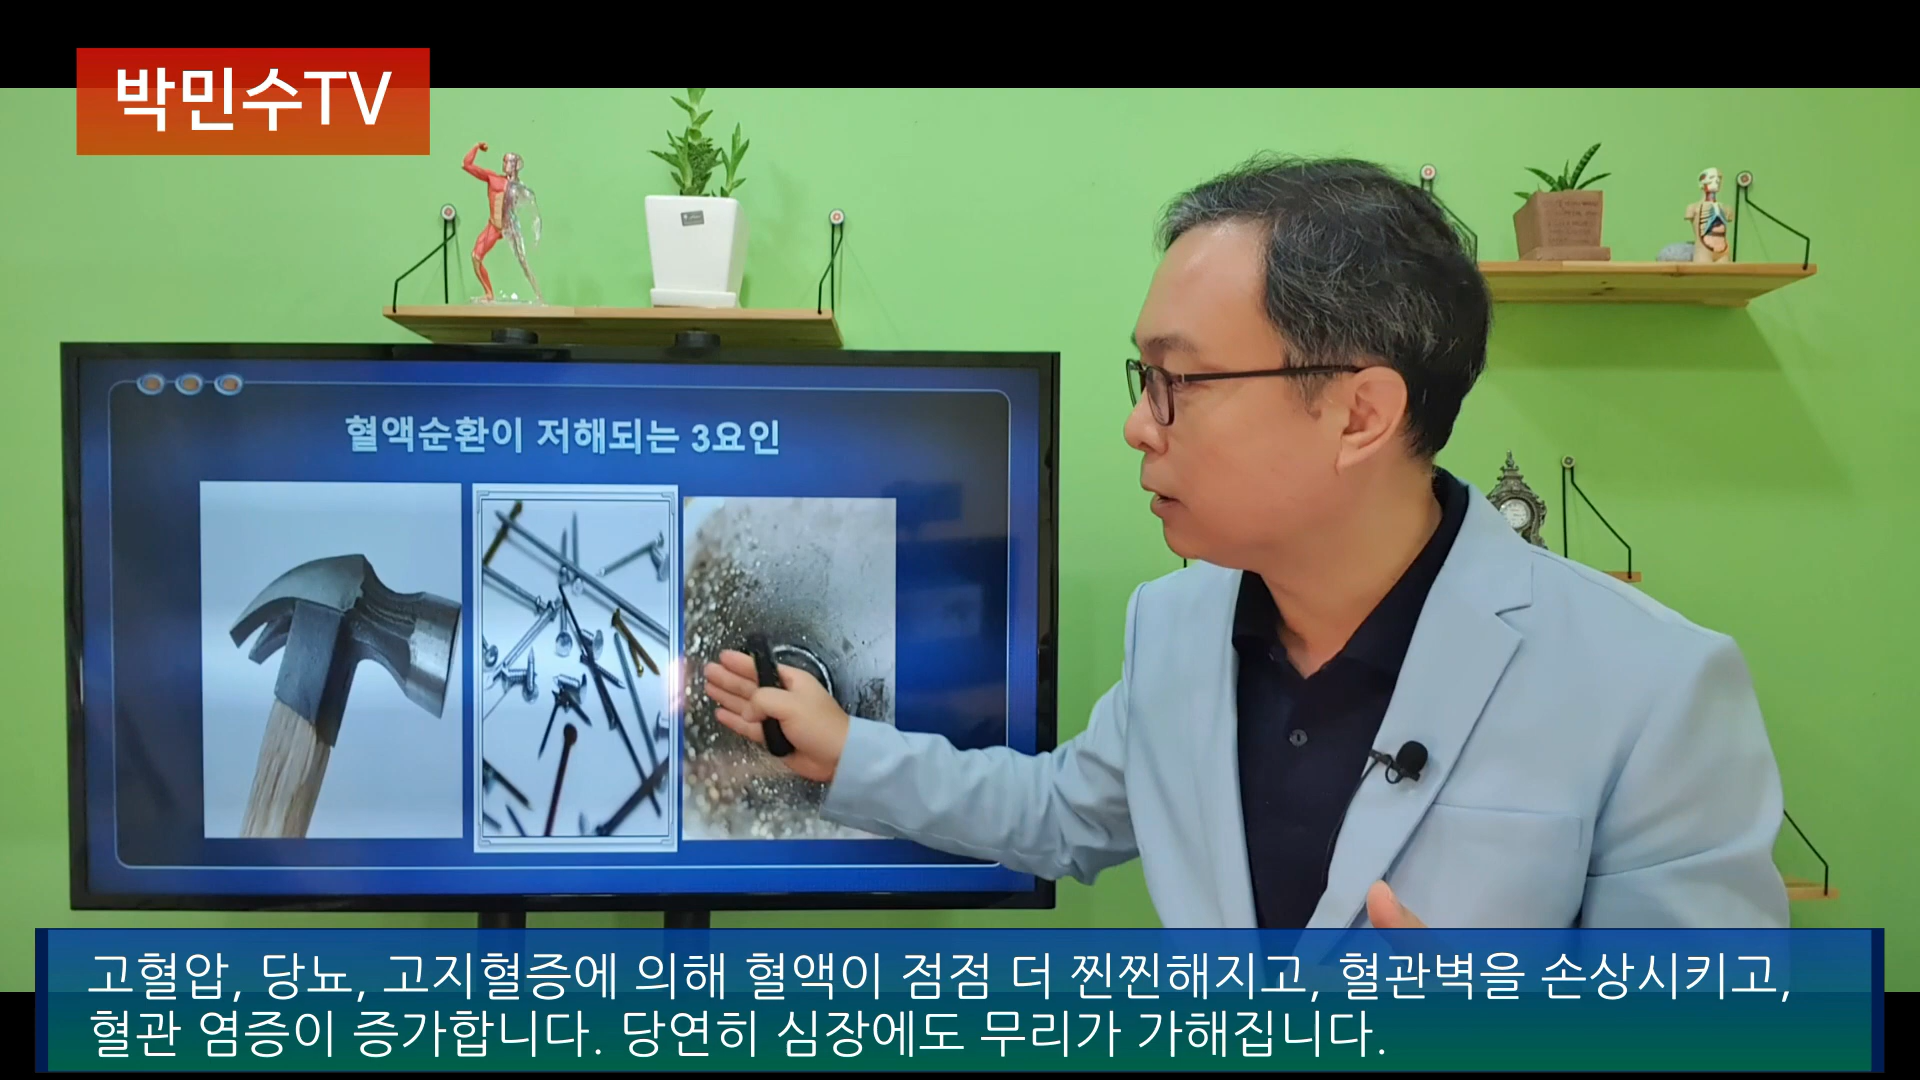 박민수TV
혈액순환이 저해되는 3요인
고혈압, 당뇨, 고지혈증에 의해 혈액이 점점 더 찐찐해지고, 혈관벽을 손상시키고,
혈관 염증이 증가합니다. 당연히 심장에도 무리가 가해집니다.